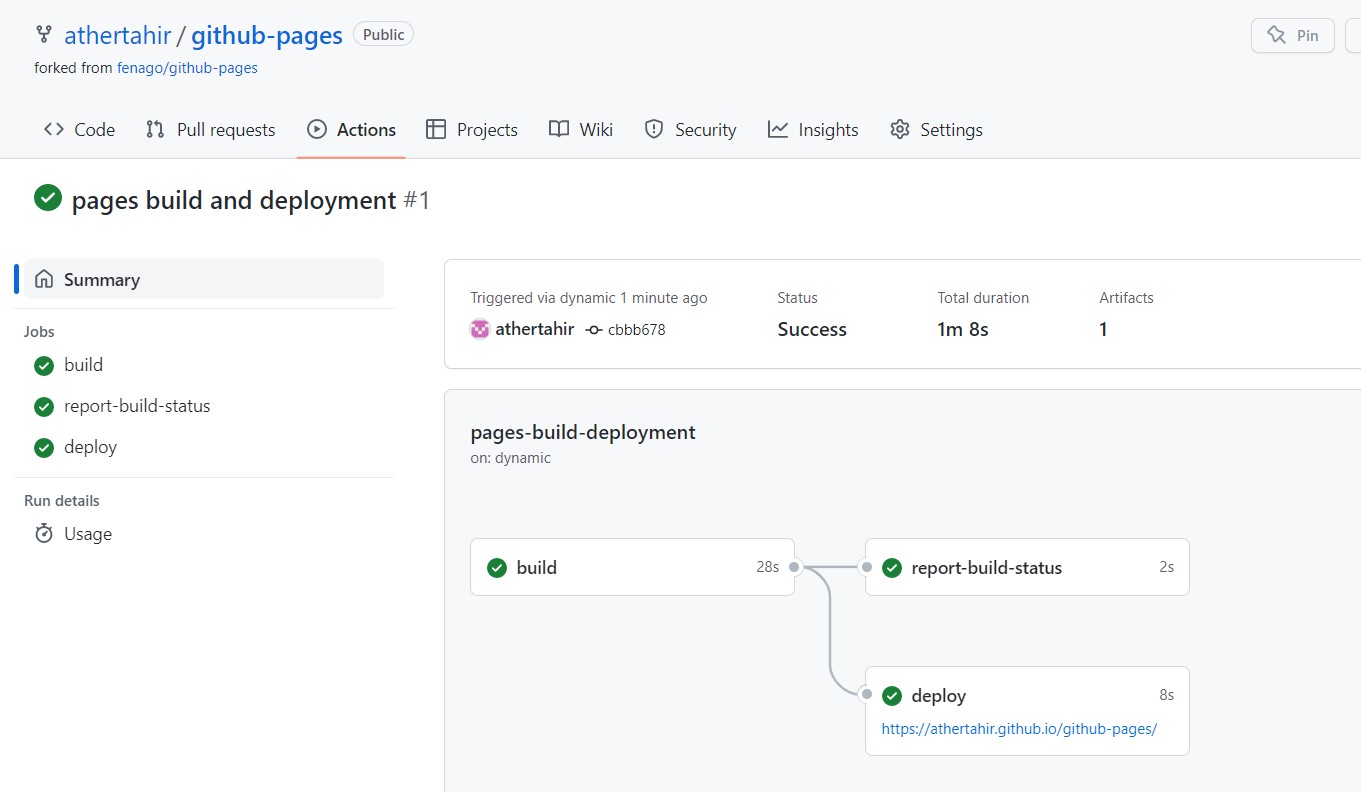 athertahir / github-pages Public
Pin
forked from fenago/github-pages
Code Pull requests Actions Projects Wiki Security Insights Settings
pages build and deployment #1
Summary
Jobs
build
report-build-status
deploy
Run details
Usage
Triggered via dynamic 1 minute ago
athertahir cbbb678
Status
Success
Total duration
1m 8s
Artifacts
1
pages-build-deployment
on: dynamic
build 28s
report-build-status 2s
deploy 8s
https://athertahir.github.io/github-pages/